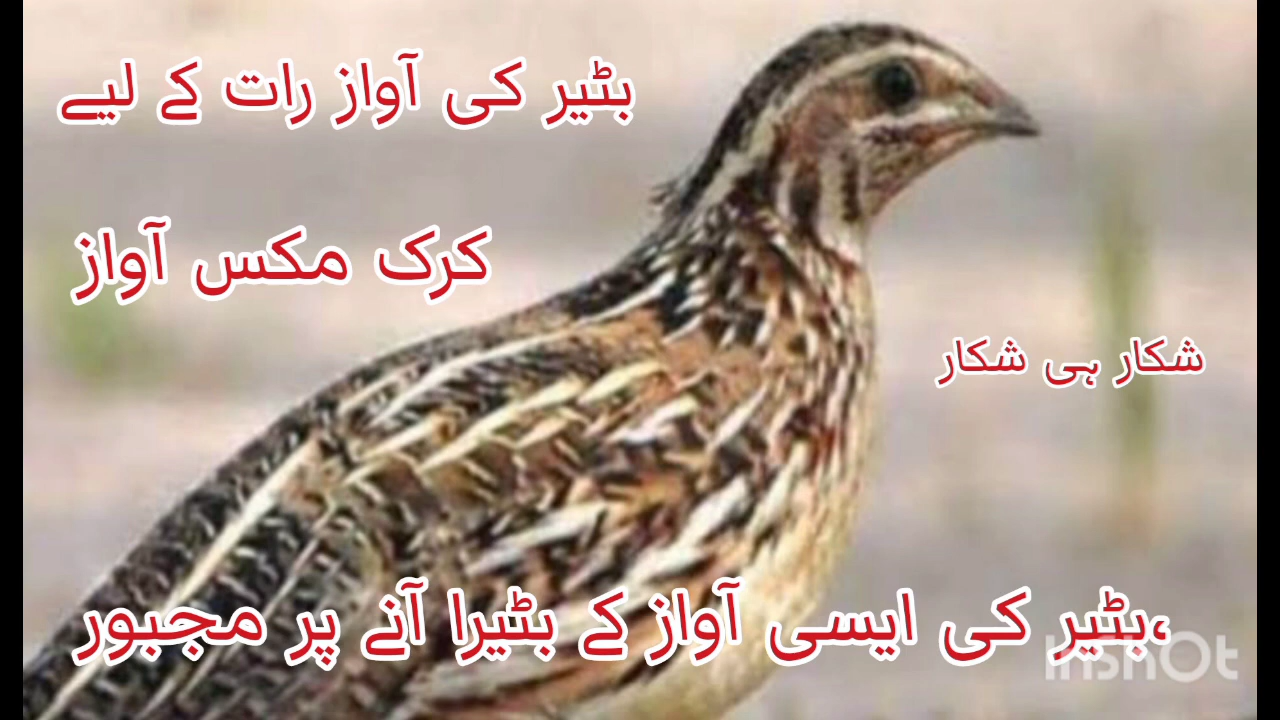 بٹیر کی آواز رات کے لیے
کرک مکس آواز
شکار ہی شکار
بٹیر کی ایسی آواز کے بٹیرا آنے پر مجبور،
InShOt